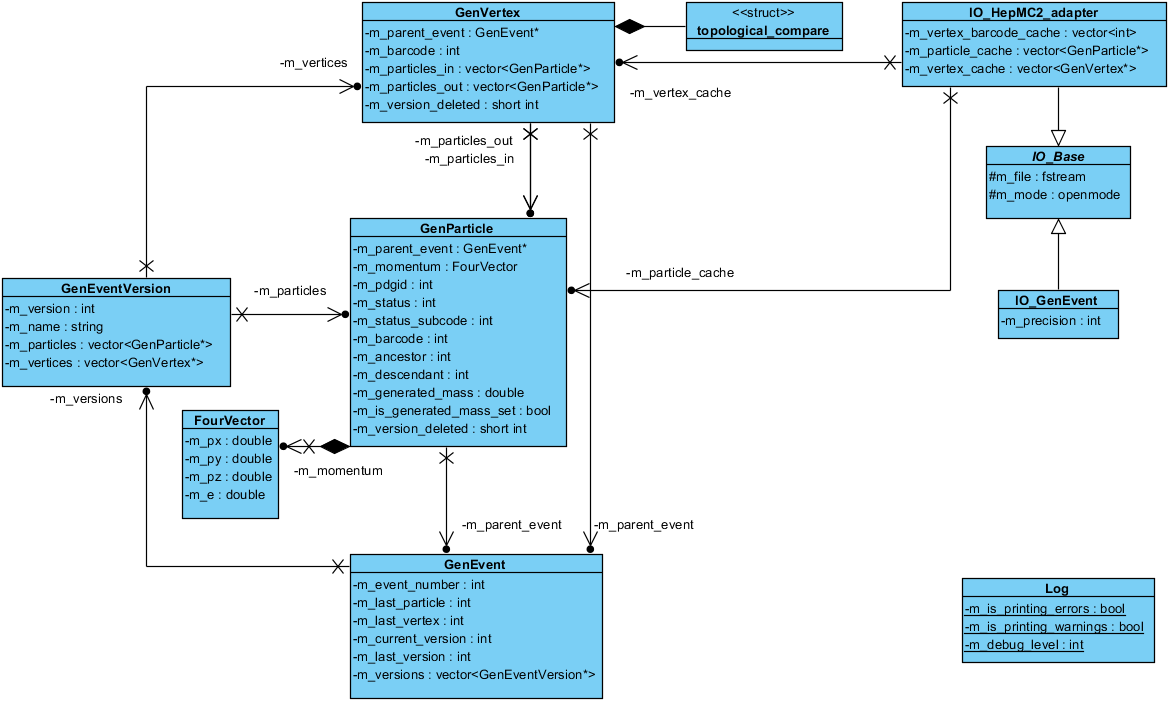 GenVertex
-m_parent_event : GenEvent*
-m_barcode : int
-m_particles_in : vector<GenParticle*>
-m_particles_out : vector<GenParticle*>
-m_version_deleted : short int
<<struct>>
topological_compare
IO_HepMC2_adapter
-m_vertex_barcode_cache : vector<int>
-m_particle_cache : vector<GenParticle*>
-m_vertex_cache : vector<GenVertex*>
-m_vertices
-m_vertex_cache
-m_particles_out
-m_particles_in
IO_Base
#m_file : fstream
#m_mode : openmode
GenParticle
-m_parent_event : GenEvent*
-m_momentum : FourVector
-m_pdgid : int
-m_status : int
-m_status_subcode : int
-m_barcode : int
-m_ancestor : int
-m_descendant : int
-m_generated_mass : double
-m_is_generated_mass_set : bool
-m_version_deleted : short int
-m_particle_cache
GenEventVersion
-m_version : int
-m_name : string
-m_particles : vector<GenParticle*>
-m_vertices : vector<GenVertex*>
-m_particles
IO_GenEvent
-m_precision : int
-m_versions
FourVector
-m_px : double
-m_py : double
-m_pz : double
-m_e : double
-m_momentum
-m_parent_event
-m_parent_event
GenEvent
-m_event_number : int
-m_last_particle : int
-m_last_vertex : int
-m_current_version : int
-m_last_version : int
-m_versions : vector<GenEventVersion*>
Log
-m_is_printing_errors : bool
-m_is_printing_warnings : bool
-m_debug_level : int